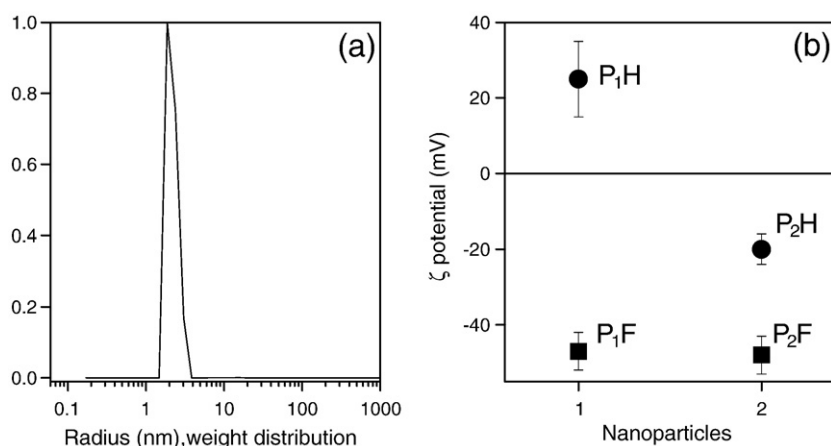 (a)
1.0
0.8
0.6
0.4
0.2
0.0
0.1 1 10 100 1000
Radius (nm),weight distribution
(b)
ζ potential (mV)
40
20
0
-20
-40
P₁H
P₂H
P₁F
P₂F
1 2
Nanoparticles